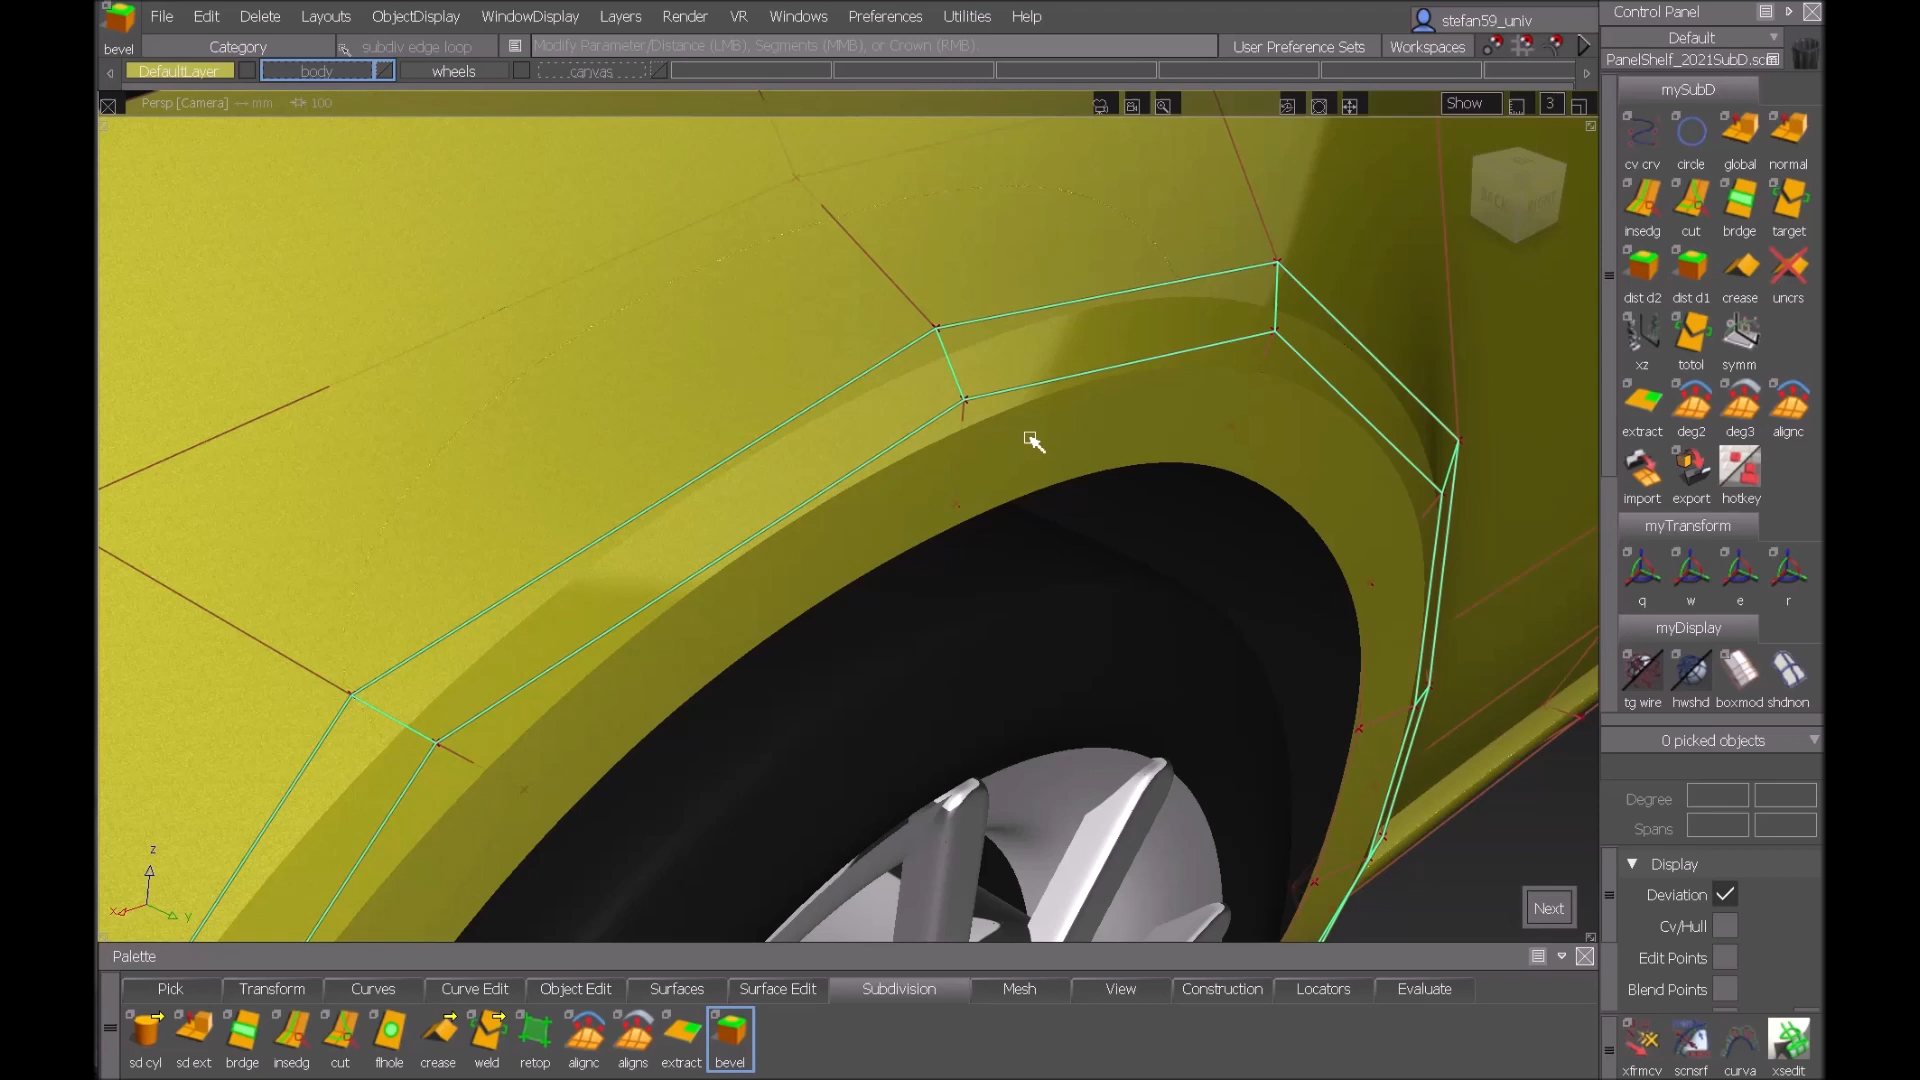 File Edit Delete Layouts ObjectDisplay WindowDisplay Layers Render VR Windows Preferences Utilities Help
stefan59_univ
Control Panel
bevel
Category
subdiv edge loop
Modify Parameter/Distance (LMB), Segments (MMB), or Crown (RMB).
User Preference Sets
Workspaces
Default
PanelShelf_2021SubD.sc
DefaultLayer
body
wheels
canvas
Persp [Camera] mm 100
Show
3
BACK
RIGHT
mySubD
cv crv circle global normal
insedg cut brdge target
dist d2 dist d1 crease uncrs
xz totol symm
extract deg2 deg3 alignc
import export hotkey
myTransform
q w e r
myDisplay
tg wire hwshd boxmod shdnon
0 picked objects
Degree
Spans
Display
Deviation
Cv/Hull
Edit Points
Blend Points
xfrmcv scnsrf curva xsedit
z
x
y
Next
Palette
Pick Transform Curves Curve Edit Object Edit Surfaces Surface Edit Subdivision Mesh View Construction Locators Evaluate
sd cyl sd ext brdge insedg cut flhole crease weld retop alignc aligns extract bevel